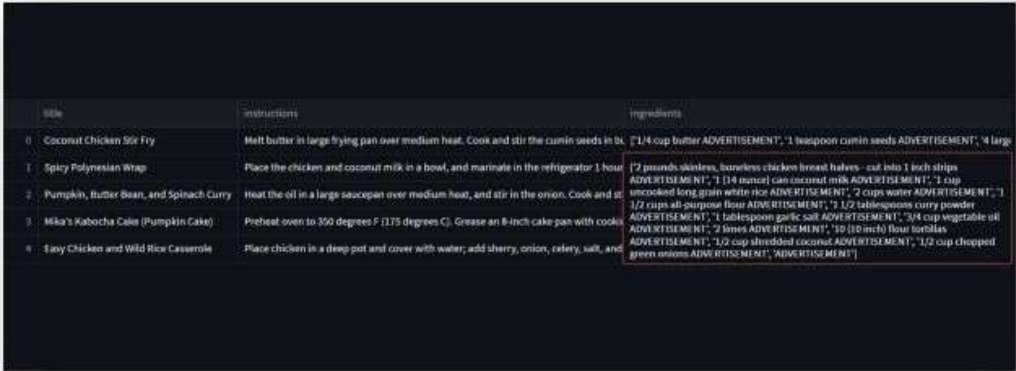 title instructions ingredients
0 Coconut Chicken Stir Fry Melt butter in large frying pan over medium heat. Cook and stir the cumin seeds in bu ["1/4 cup butter ADVERTISEMENT", "1 teaspoon cumin seeds ADVERTISEMENT", "4 large
1 Spicy Polynesian Wrap Place the chicken and coconut milk in a bowl, and marinate in the refrigerator 1 hour
2 Pumpkin, Butter Bean, and Spinach Curry Heat the oil in a large saucepan over medium heat, and stir in the onion. Cook and st
3 Mika's Kabocha Cake (Pumpkin Cake) Preheat oven to 350 degrees F (175 degrees C). Grease an 8-inch cake pan with cookin
4 Easy Chicken and Wild Rice Casserole Place chicken in a deep pot and cover with water; add sherry, onion, celery, salt, and
['2 pounds skinless, boneless chicken breast halves - cut into 1 inch strips
ADVERTISEMENT', '1 (14 ounce) can coconut milk ADVERTISEMENT', '1 cup
uncooked long grain white rice ADVERTISEMENT', '2 cups water ADVERTISEMENT', '1
1/2 cups all-purpose flour ADVERTISEMENT', '1 1/2 tablespoons curry powder
ADVERTISEMENT', '1 tablespoon garlic salt ADVERTISEMENT', '3/4 cup vegetable oil
ADVERTISEMENT', '2 limes ADVERTISEMENT', '10 (10 inch) flour tortillas
ADVERTISEMENT', '1/2 cup shredded coconut ADVERTISEMENT', '1/2 cup chopped
green onions ADVERTISEMENT', 'ADVERTISEMENT']